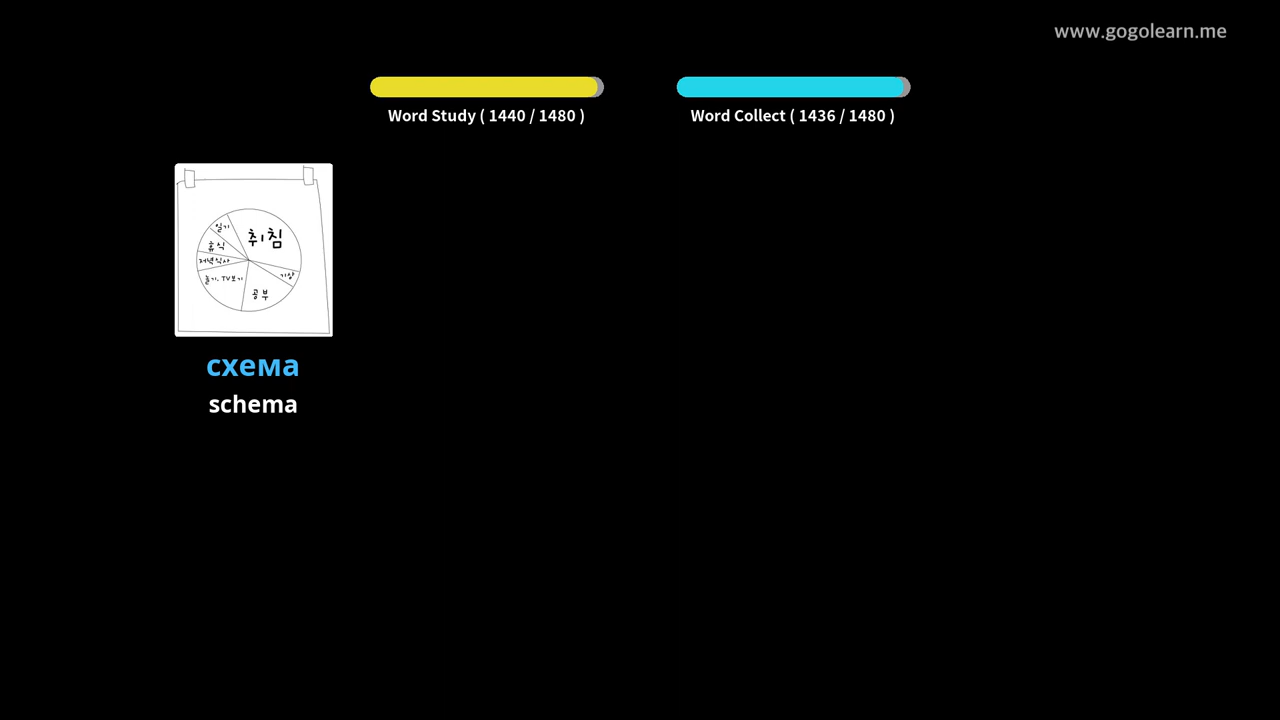 www.gogolearn.me
Word Study ( 1440 / 1480 )
Word Collect ( 1436 / 1480 )
일기
취침
휴식
저녁식사
기상
놀기, TV보기
공부
схема
schema